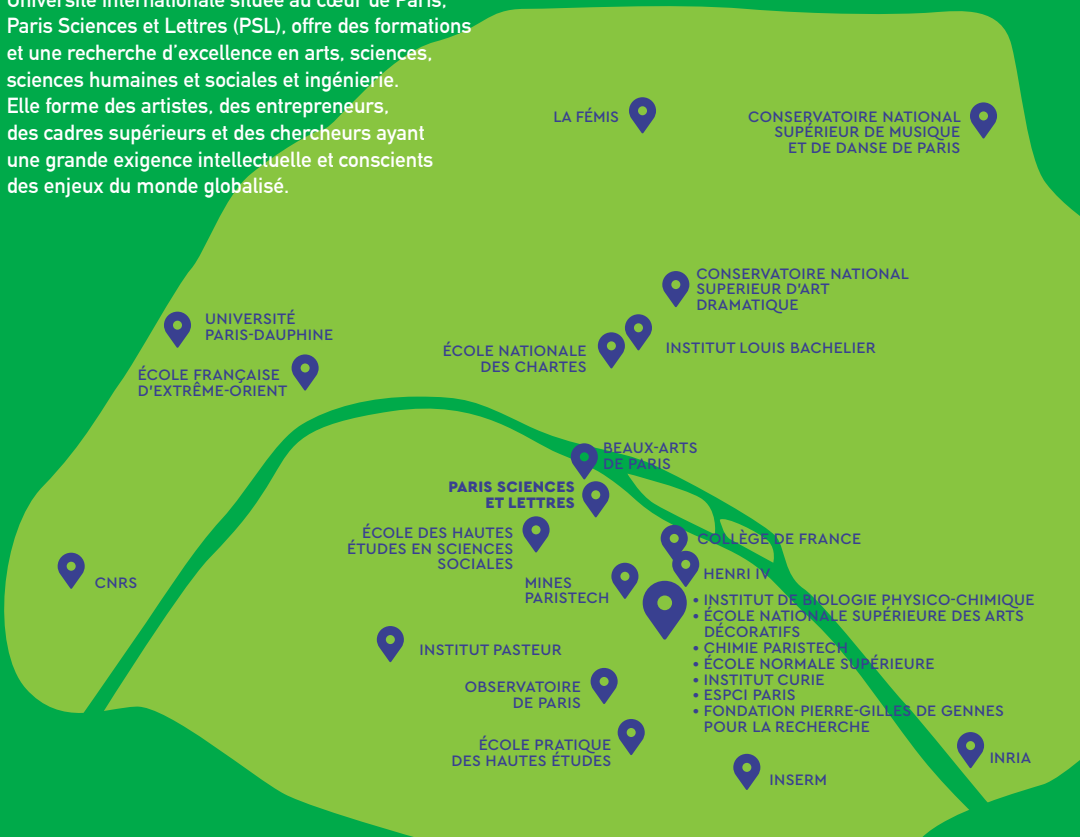 Université internationale située au cœur de Paris,
Paris Sciences et Lettres (PSL), offre des formations
et une recherche d'excellence en arts, sciences,
sciences humaines et sociales et ingénierie.
Elle forme des artistes, des entrepreneurs,
des cadres supérieurs et des chercheurs ayant
une grande exigence intellectuelle et conscients
des enjeux du monde globalisé.
LA FÉMIS
CONSERVATOIRE NATIONAL
SUPÉRIEUR DE MUSIQUE
ET DE DANSE DE PARIS
CONSERVATOIRE NATIONAL
SUPERIEUR D'ART
DRAMATIQUE
UNIVERSITÉ
PARIS-DAUPHINE
ÉCOLE NATIONALE
DES CHARTES
INSTITUT LOUIS BACHELIER
ÉCOLE FRANÇAISE
D'EXTRÊME-ORIENT
BEAUX-ARTS
DE PARIS
PARIS SCIENCES
ET LETTRES
ÉCOLE DES HAUTES
ÉTUDES EN SCIENCES
SOCIALES
COLLÈGE DE FRANCE
HENRI IV
CNRS
MINES
PARISTECH
• INSTITUT DE BIOLOGIE PHYSICO-CHIMIQUE
• ÉCOLE NATIONALE SUPÉRIEURE DES ARTS
DÉCORATIFS
• CHIMIE PARISTECH
• ÉCOLE NORMALE SUPÉRIEURE
• INSTITUT CURIE
• ESPCI PARIS
• FONDATION PIERRE-GILLES DE GENNES
POUR LA RECHERCHE
INSTITUT PASTEUR
OBSERVATOIRE
DE PARIS
ÉCOLE PRATIQUE
DES HAUTES ÉTUDES
INSERM
INRIA